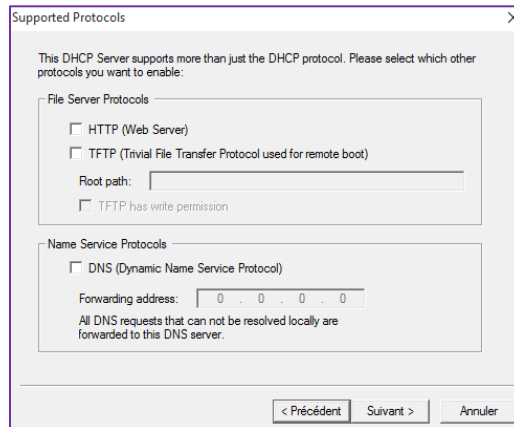 Supported Protocols
This DHCP Server supports more than just the DHCP protocol. Please select which other
protocols you want to enable:
File Server Protocols
HTTP (Web Server)
TFTP (Trivial File Transfer Protocol used for remote boot)
Root path:
TFTP has write permission
Name Service Protocols
DNS (Dynamic Name Service Protocol)
Forwarding address: 0 . 0 . 0 . 0
All DNS requests that can not be resolved locally are
forwarded to this DNS server.
< Précédent Suivant > Annuler